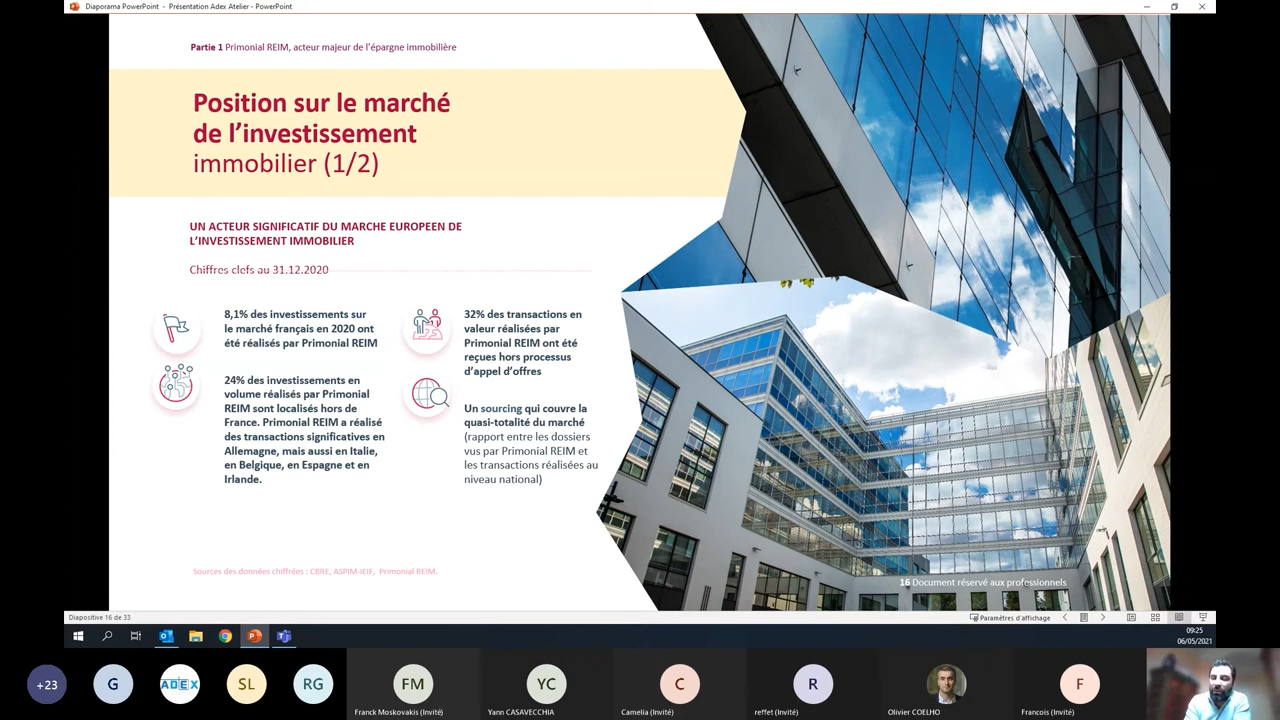 Diaporama PowerPoint - Présentation Adex Atelier - PowerPoint
Partie 1 Primonial REIM, acteur majeur de l'épargne immobilière
Position sur le marché
de l'investissement
immobilier (1/2)
UN ACTEUR SIGNIFICATIF DU MARCHE EUROPEEN DE
L'INVESTISSEMENT IMMOBILIER
Chiffres clefs au 31.12.2020
8,1% des investissements sur
le marché français en 2020 ont
été réalisés par Primonial REIM
24% des investissements en
volume réalisés par Primonial
REIM sont localisés hors de
France. Primonial REIM a réalisé
des transactions significatives en
Allemagne, mais aussi en Italie,
en Belgique, en Espagne et en
Irlande.
32% des transactions en
valeur réalisées par
Primonial REIM ont été
reçues hors processus
d'appel d'offres
Un sourcing qui couvre la
quasi-totalité du marché
(rapport entre les dossiers
vus par Primonial REIM et
les transactions réalisées au
niveau national)
Sources des données chiffrées : CBRE, ASPIM-IEIF, Primonial REIM.
16 Document réservé aux professionnels
Diapositive 16 de 33
Paramètres d'affichage
09:25
06/05/2021
+23
G
ADEX
SL
RG
FM
YC
C
R
F
Franck Moskovakis (Invité)
Yann CASAVECCHIA
Camelia (Invité)
reffet (Invité)
Olivier COELHO
Francois (Invité)